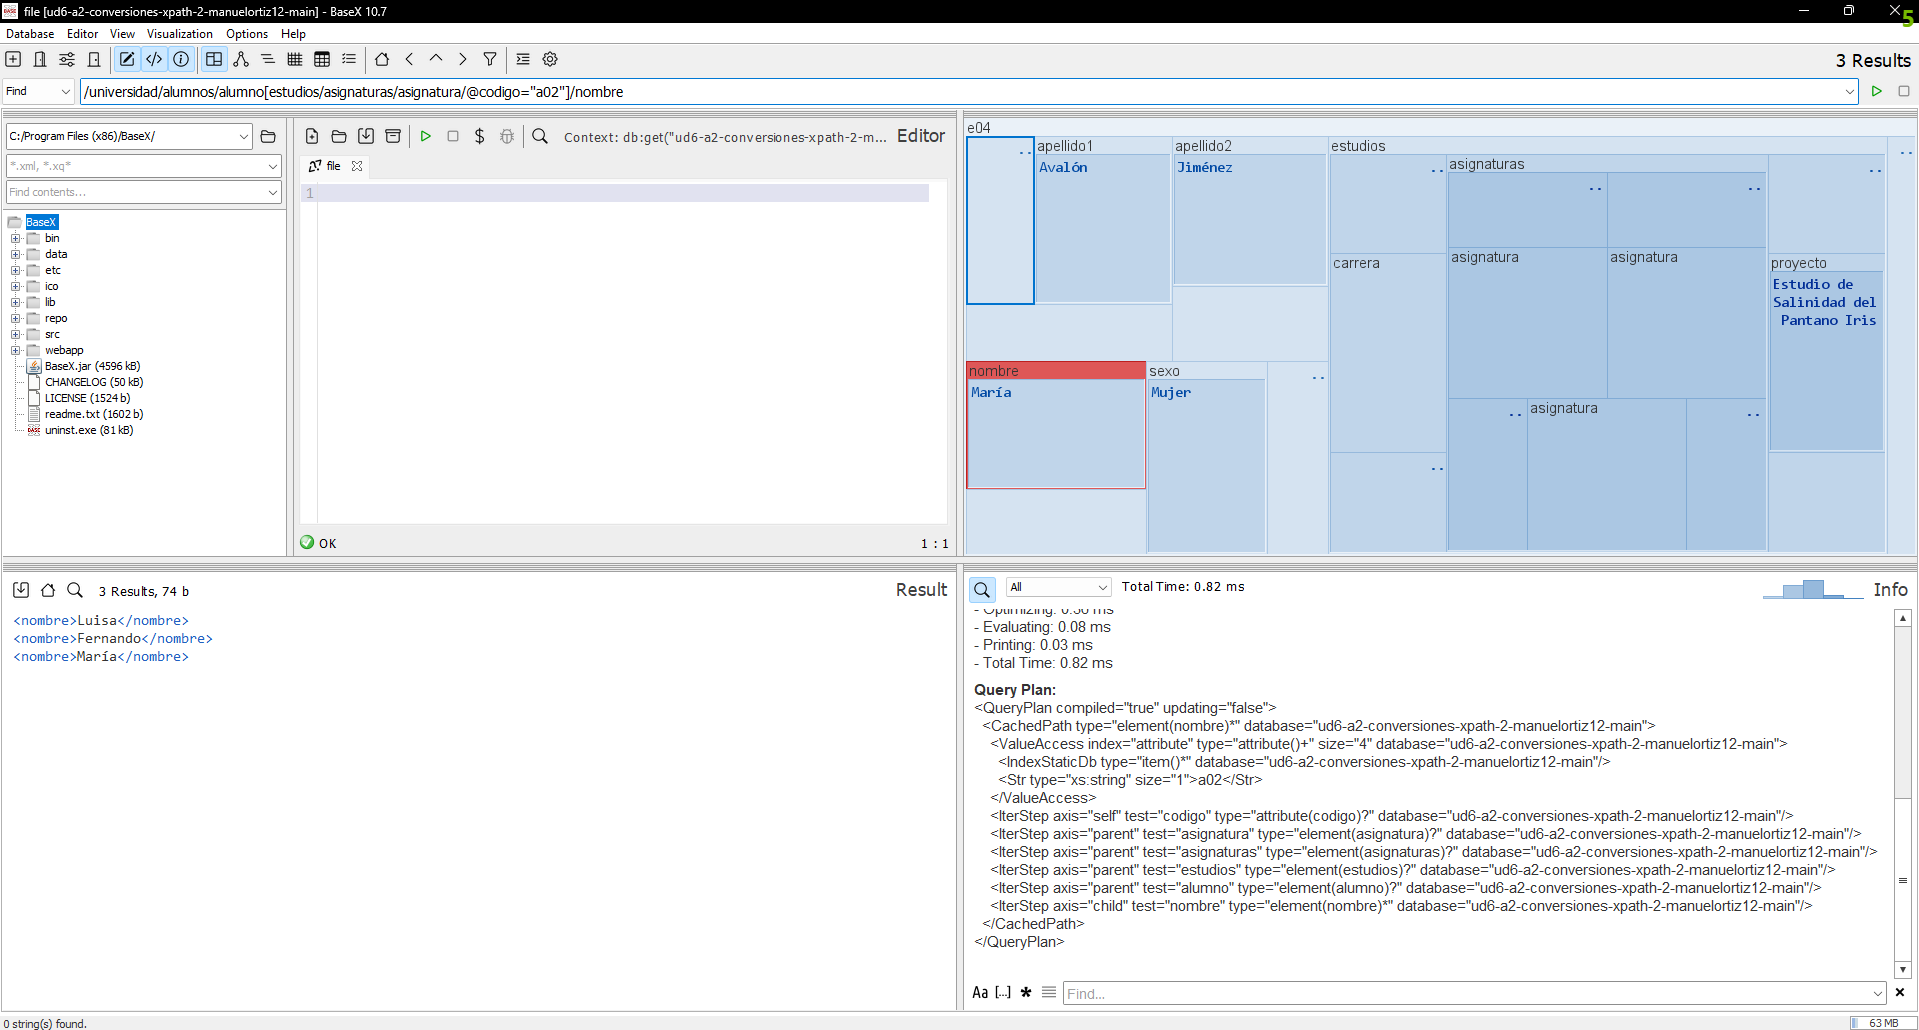 file [ud6-a2-conversiones-xpath-2-manuelortiz12-main] - BaseX 10.7
5
Database Editor View Visualization Options Help
3 Results
Find
/universidad/alumnos/alumno[estudios/asignaturas/asignatura/@codigo="a02"]/nombre
C:/Program Files (x86)/BaseX/
*.xml, *.xq*
Find contents...
BaseX
bin
data
etc
ico
lib
repo
src
webapp
BaseX.jar (4596 kB)
CHANGELOG (50 kB)
LICENSE (1524 b)
readme.txt (1602 b)
uninst.exe (81 kB)
Context: db:get("ud6-a2-conversiones-xpath-2-m...
Editor
file
1
OK
1 : 1
e04
..
apellido1
Avalón
apellido2
Jiménez
estudios
..
..
asignaturas
..
..
..
carrera
asignatura
asignatura
proyecto
Estudio de
Salinidad del
Pantano Iris
nombre
María
sexo
Mujer
..
..
..
asignatura
..
3 Results, 74 b
Result
<nombre>Luisa</nombre>
<nombre>Fernando</nombre>
<nombre>María</nombre>
All
Total Time: 0.82 ms
Info
- Evaluating: 0.08 ms
- Printing: 0.03 ms
- Total Time: 0.82 ms
Query Plan:
<QueryPlan compiled="true" updating="false">
<CachedPath type="element(nombre)*" database="ud6-a2-conversiones-xpath-2-manuelortiz12-main">
<ValueAccess index="attribute" type="attribute()+" size="4" database="ud6-a2-conversiones-xpath-2-manuelortiz12-main">
<IndexStaticDb type="item()*" database="ud6-a2-conversiones-xpath-2-manuelortiz12-main"/>
<Str type="xs:string" size="1">a02</Str>
</ValueAccess>
<IterStep axis="self" test="codigo" type="attribute(codigo)?" database="ud6-a2-conversiones-xpath-2-manuelortiz12-main"/>
<IterStep axis="parent" test="asignatura" type="element(asignatura)?" database="ud6-a2-conversiones-xpath-2-manuelortiz12-main"/>
<IterStep axis="parent" test="asignaturas" type="element(asignaturas)?" database="ud6-a2-conversiones-xpath-2-manuelortiz12-main"/>
<IterStep axis="parent" test="estudios" type="element(estudios)?" database="ud6-a2-conversiones-xpath-2-manuelortiz12-main"/>
<IterStep axis="parent" test="alumno" type="element(alumno)?" database="ud6-a2-conversiones-xpath-2-manuelortiz12-main"/>
<IterStep axis="child" test="nombre" type="element(nombre)*" database="ud6-a2-conversiones-xpath-2-manuelortiz12-main"/>
</CachedPath>
</QueryPlan>
Aa [...] *
Find...
0 string(s) found.
63 MB